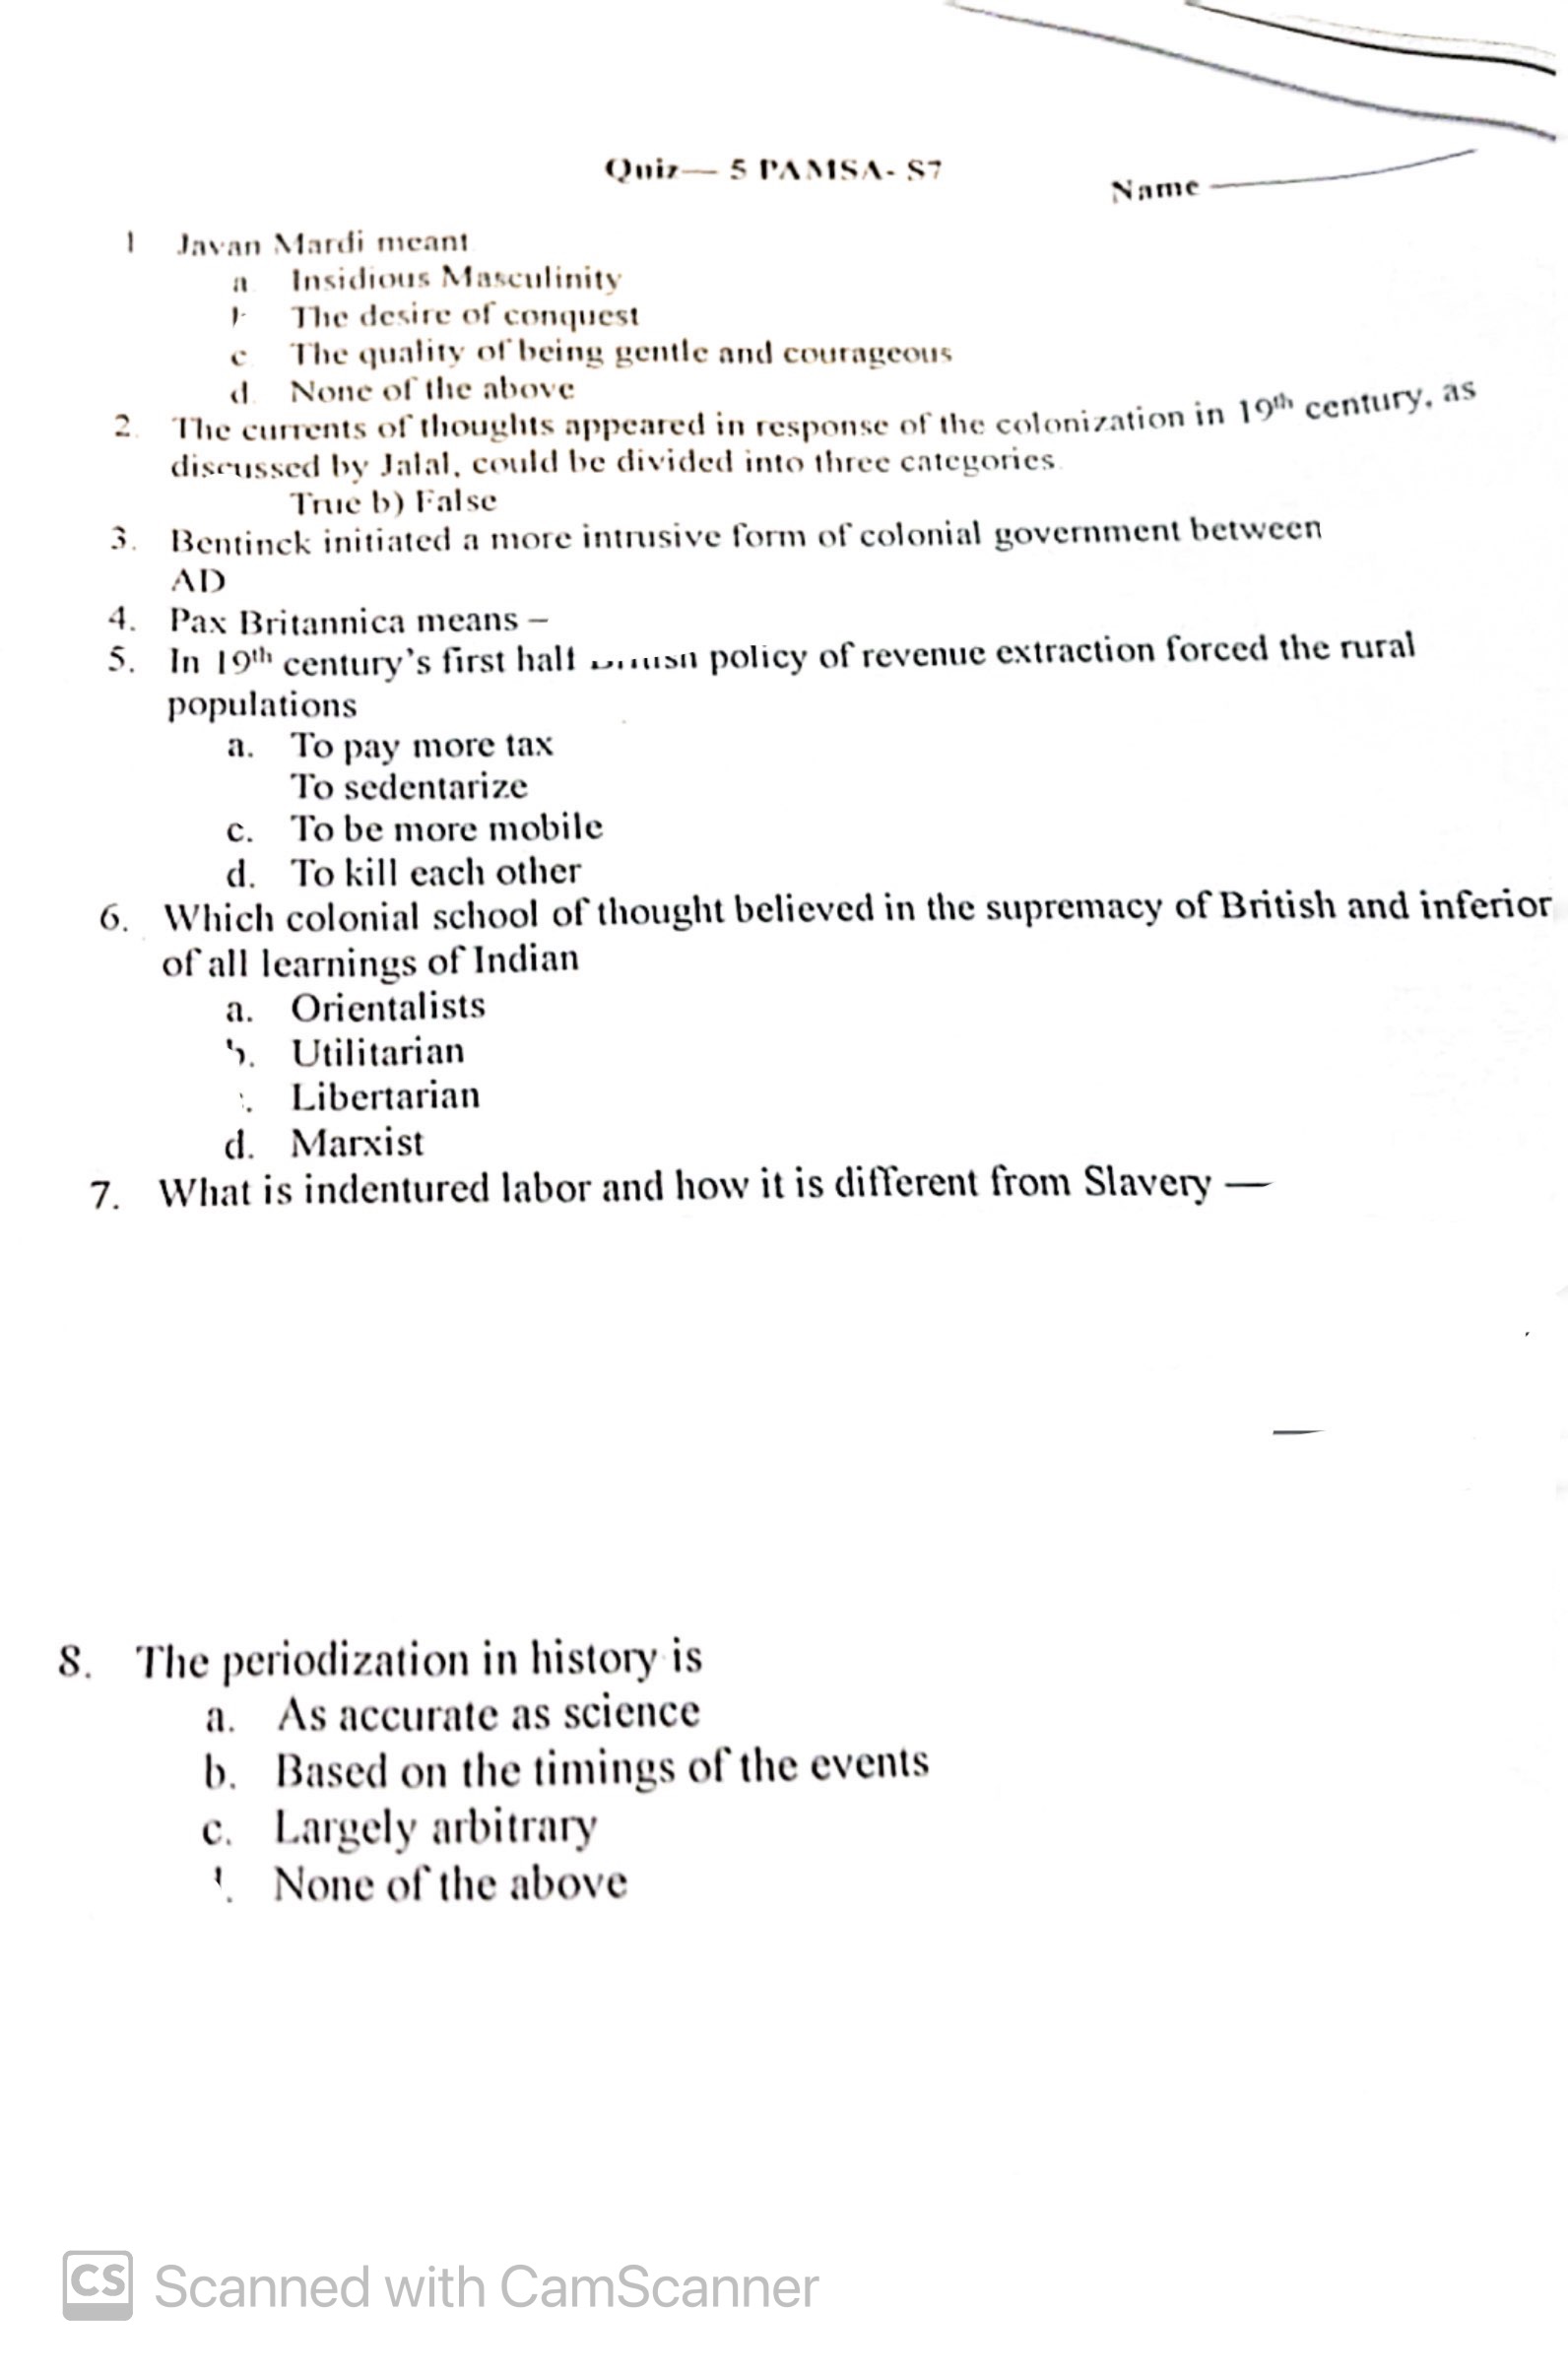 Quiz— 5 PAMSA- S7
Name
1 Javan Mardi meant
a. Insidious Masculinity
The desire of conquest
c The quality of being gentle and courageous
d. None of the above
2. The currents of thoughts appeared in response of the colonization in 19th century, as
discussed by Jalal, could be divided into three categories.
True b) False
3. Bentinck initiated a more intrusive form of colonial government between
AD
4. Pax Britannica means –
5. In 19th century's first half policy of revenue extraction forced the rural
populations
a. To pay more tax
To sedentarize
c. To be more mobile
d. To kill each other
6. Which colonial school of thought believed in the supremacy of British and inferior
of all learnings of Indian
a. Orientalists
b. Utilitarian
Libertarian
d. Marxist
7. What is indentured labor and how it is different from Slavery —
8. The periodization in history is
a. As accurate as science
b. Based on the timings of the events
c. Largely arbitrary
None of the above
CS Scanned with CamScanner